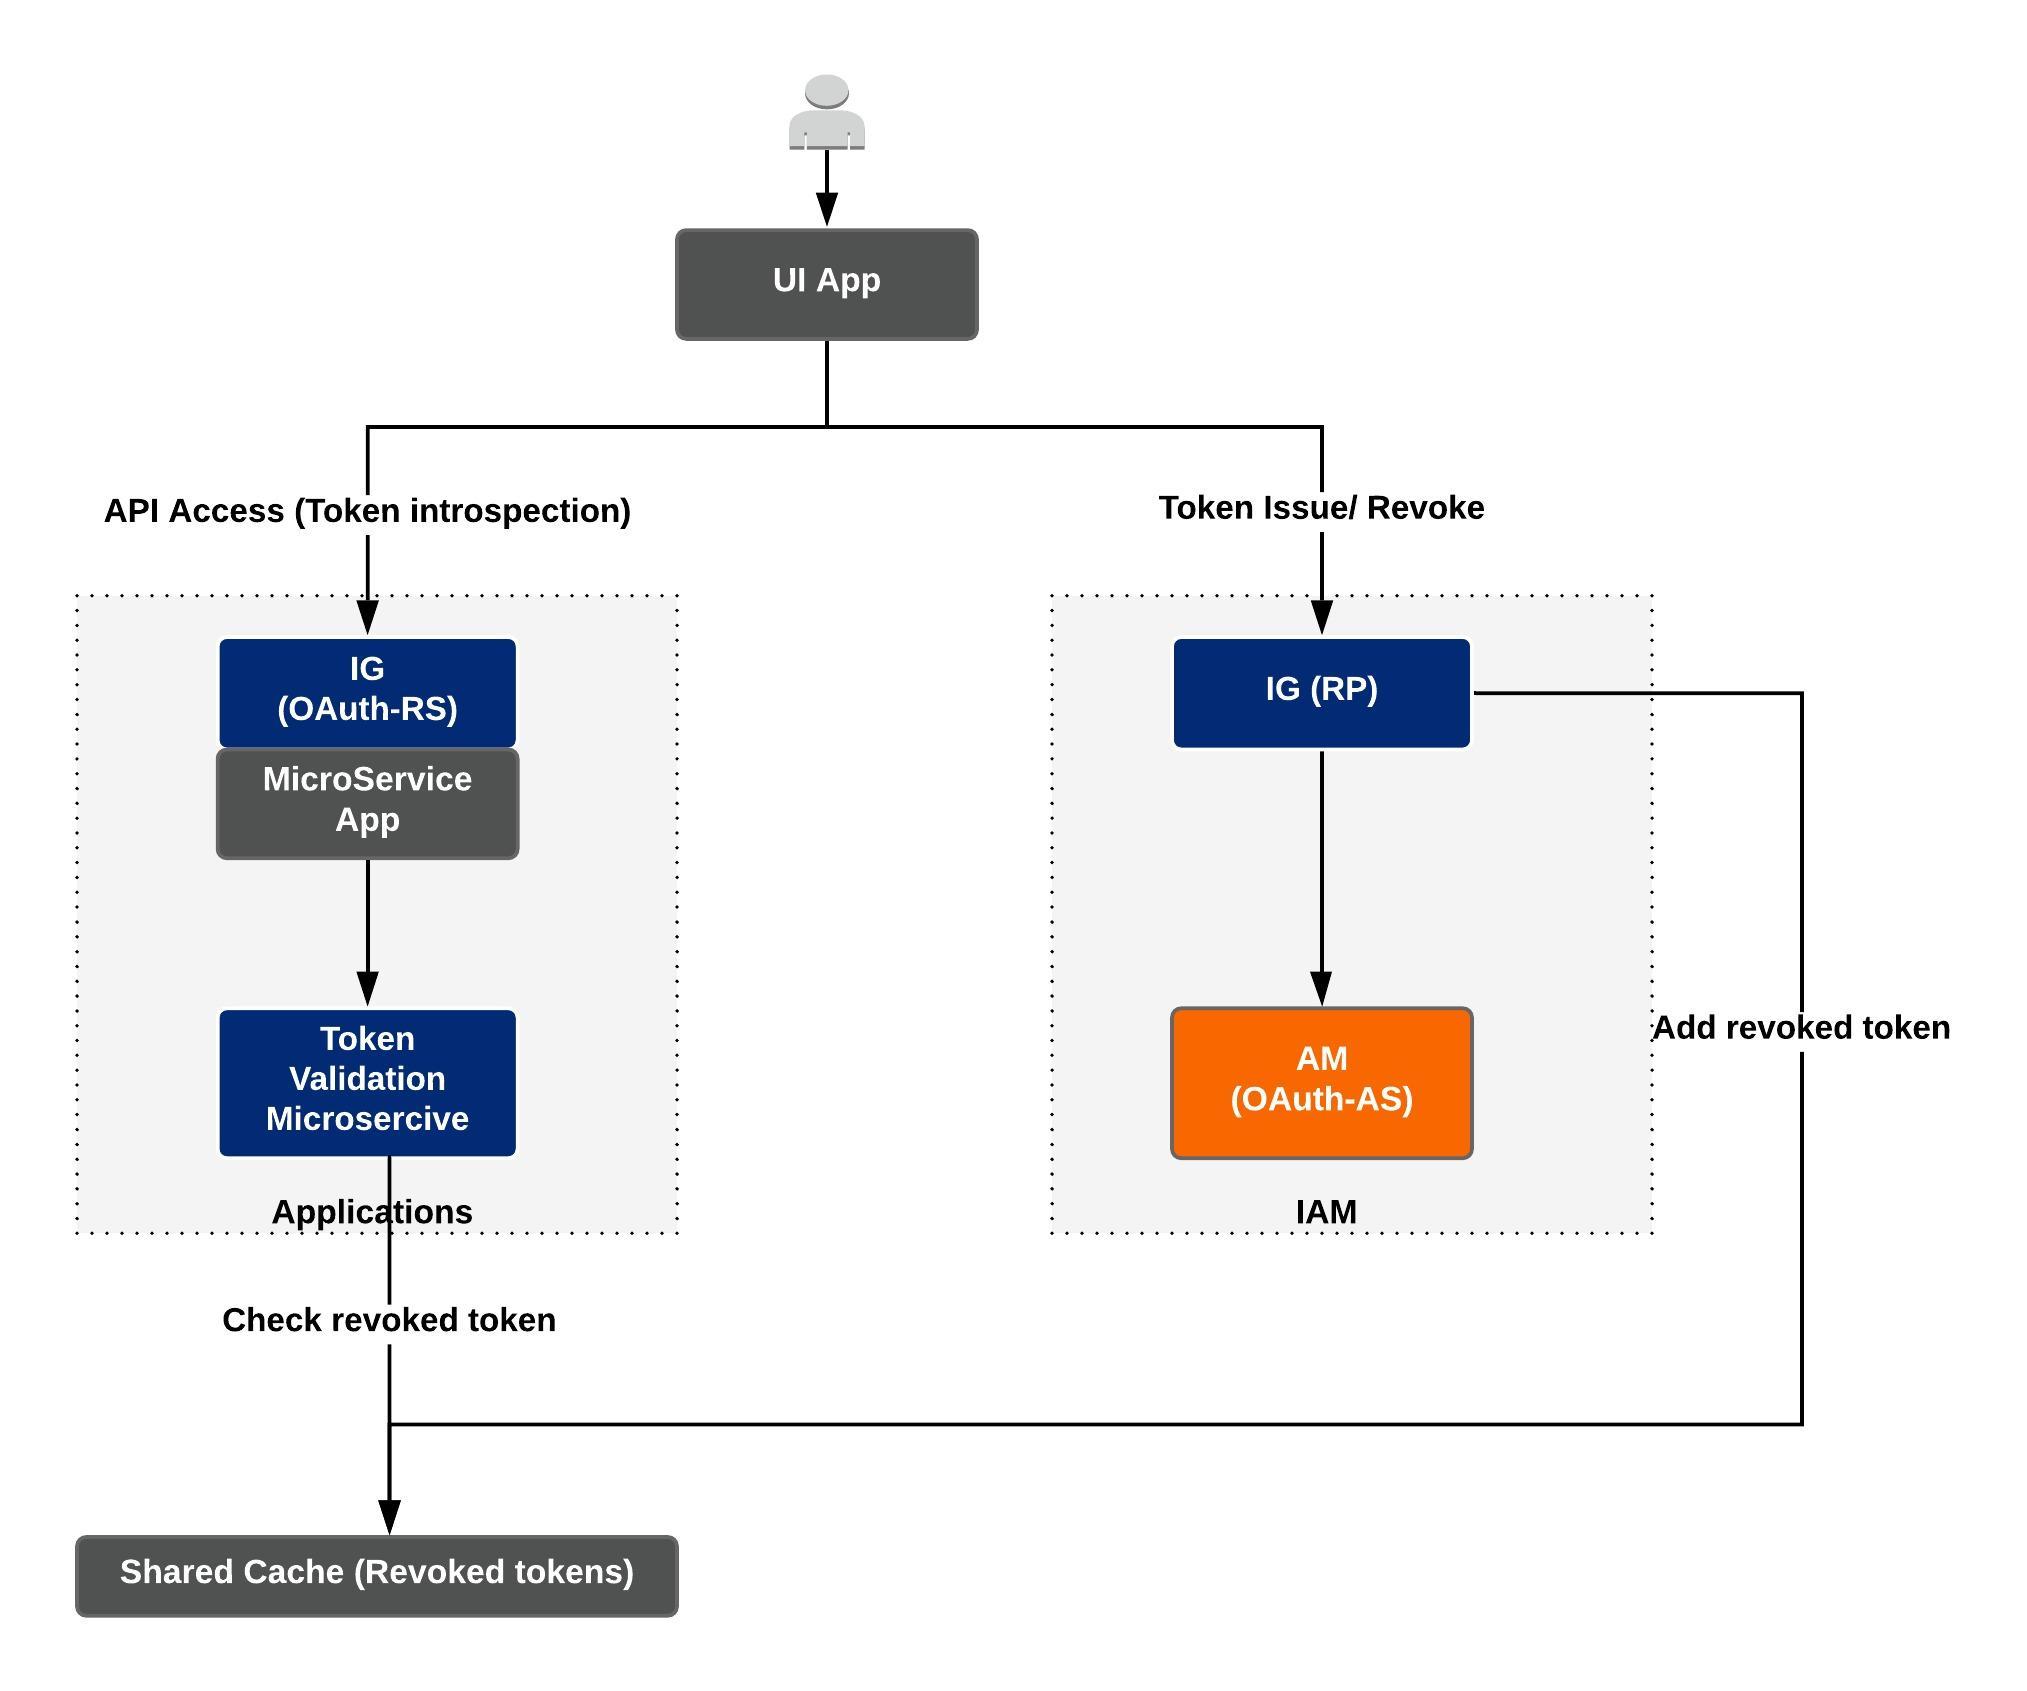 UI App
API Access (Token introspection)
Token Issue/ Revoke
IG
(OAuth-RS)
MicroService
App
Token
Validation
Microsercive
Applications
IG (RP)
AM
(OAuth-AS)
IAM
Add revoked token
Check revoked token
Shared Cache (Revoked tokens)